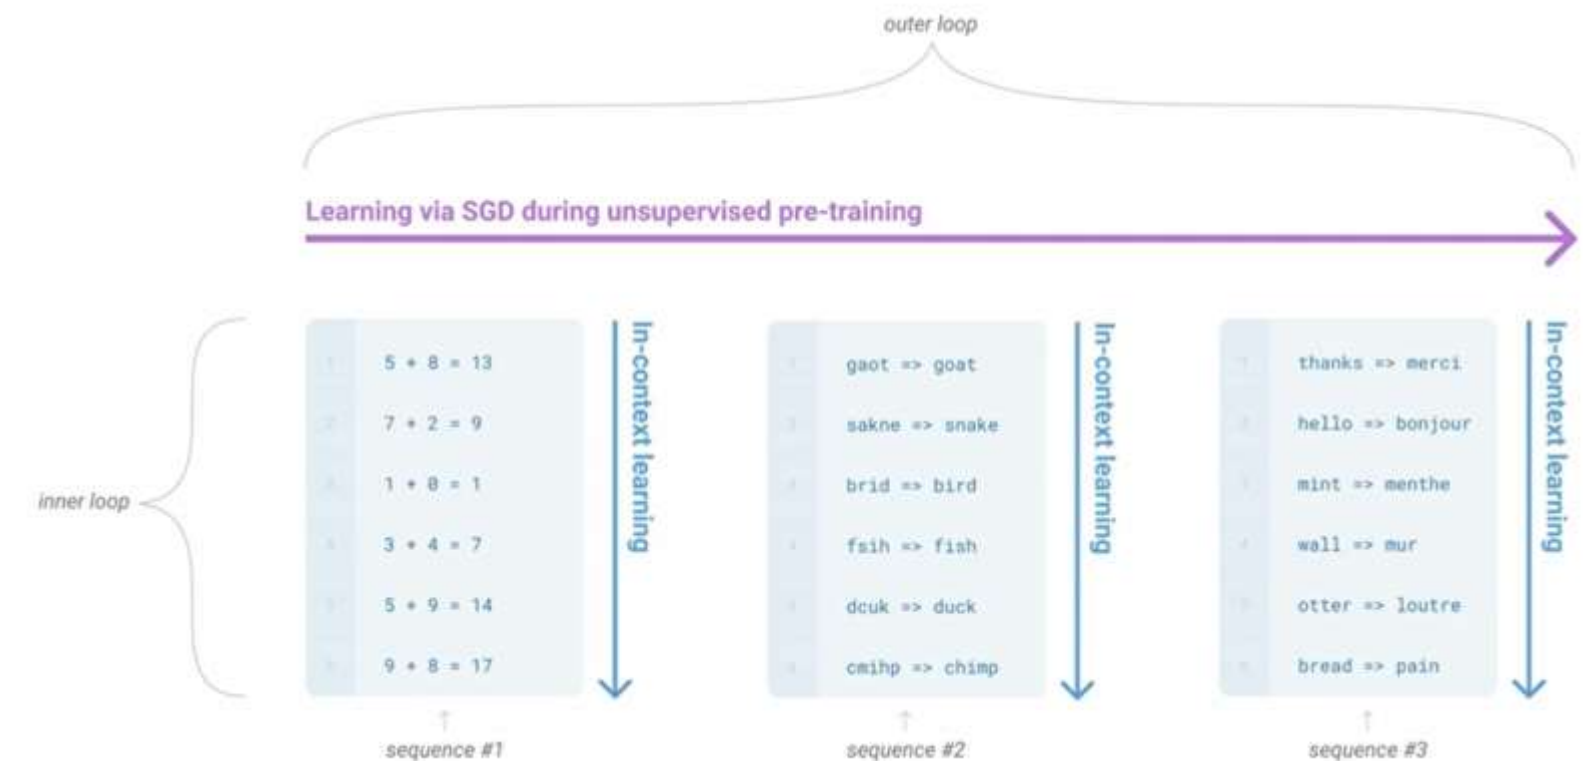 outer loop
Learning via SGD during unsupervised pre-training
inner loop
5 + 8 = 13
7 + 2 = 9
1 + 0 = 1
3 + 4 = 7
5 + 9 = 14
9 + 8 = 17
sequence #1
In-context learning
gaot => goat
sakne => snake
brid => bird
fsih => fish
dcuk => duck
cmihp => chimp
sequence #2
In-context learning
thanks => merci
hello => bonjour
mint => menthe
wall => mur
otter => loutre
bread => pain
sequence #3
In-context learning